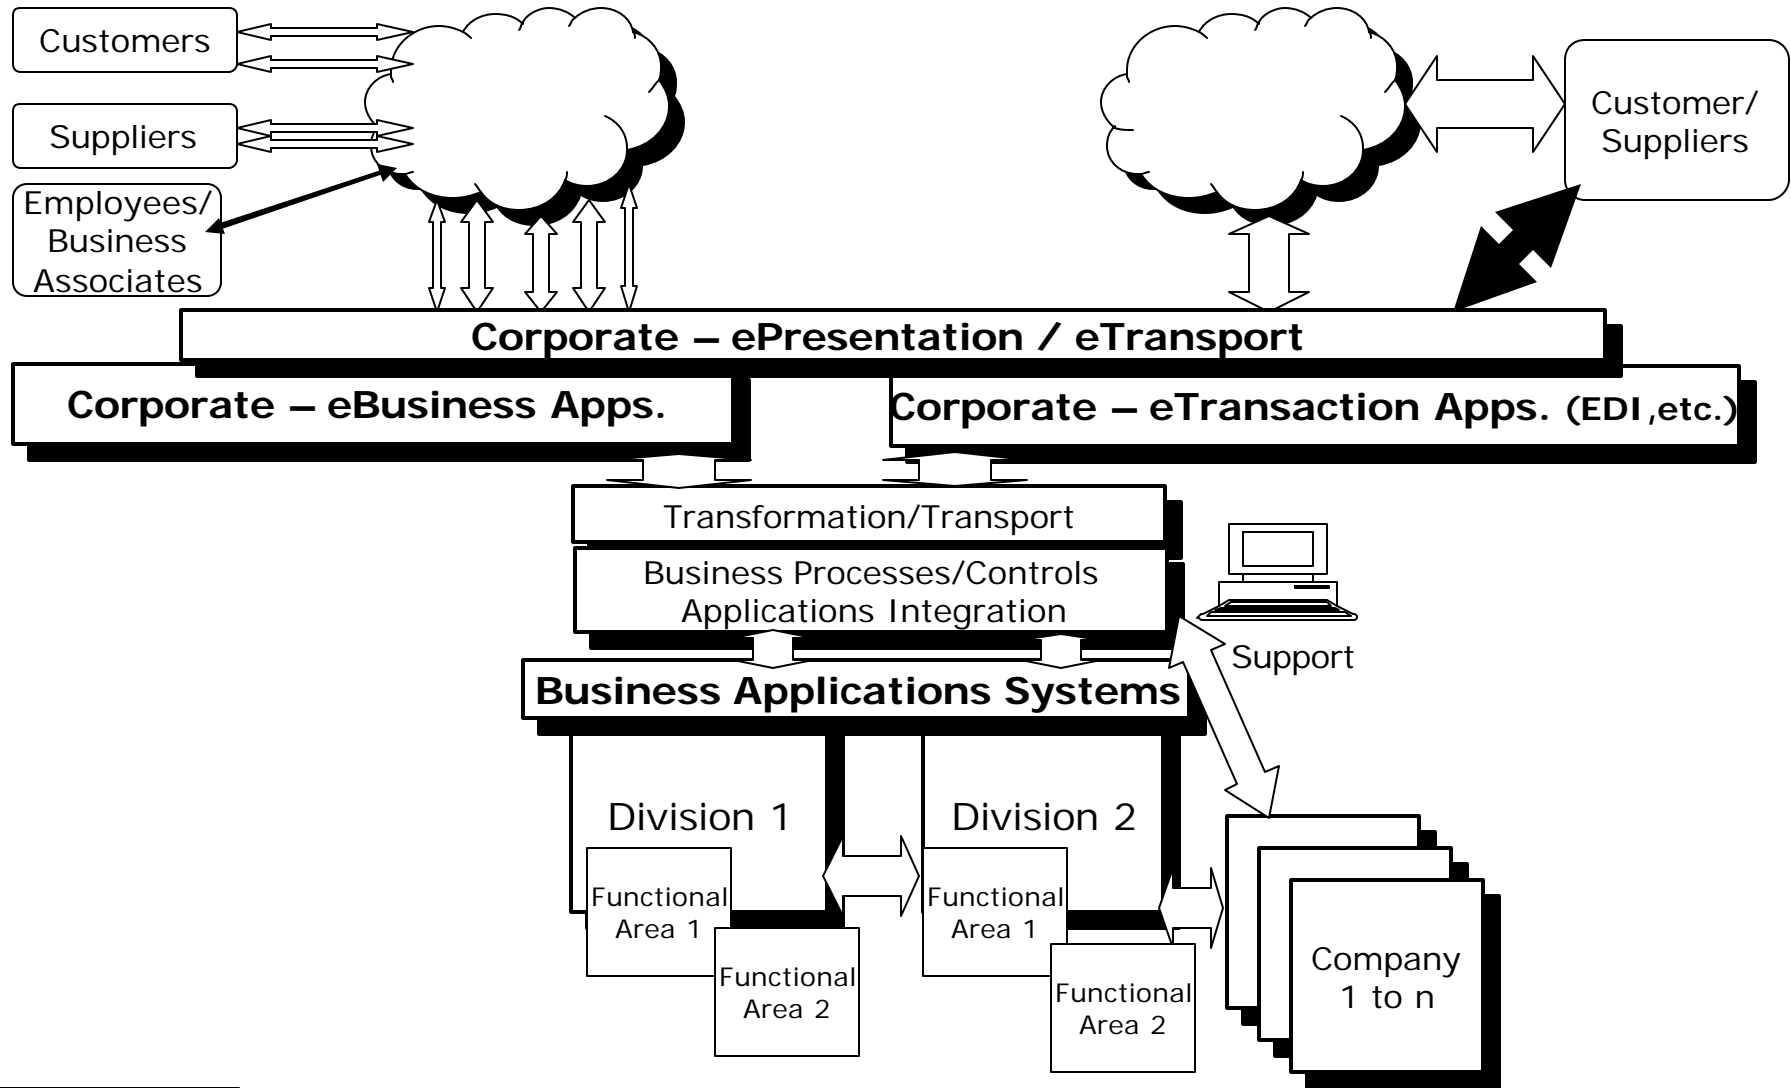 Customers
Suppliers
Employees/
Business
Associates
Customer/
Suppliers
Corporate – ePresentation / eTransport
Corporate – eBusiness Apps.
Corporate – eTransaction Apps. (EDI,etc.)
Transformation/Transport
Business Processes/Controls
Applications Integration
Support
Business Applications Systems
Division 1
Functional
Area 1
Functional
Area 2
Division 2
Functional
Area 1
Functional
Area 2
Company
1 to n